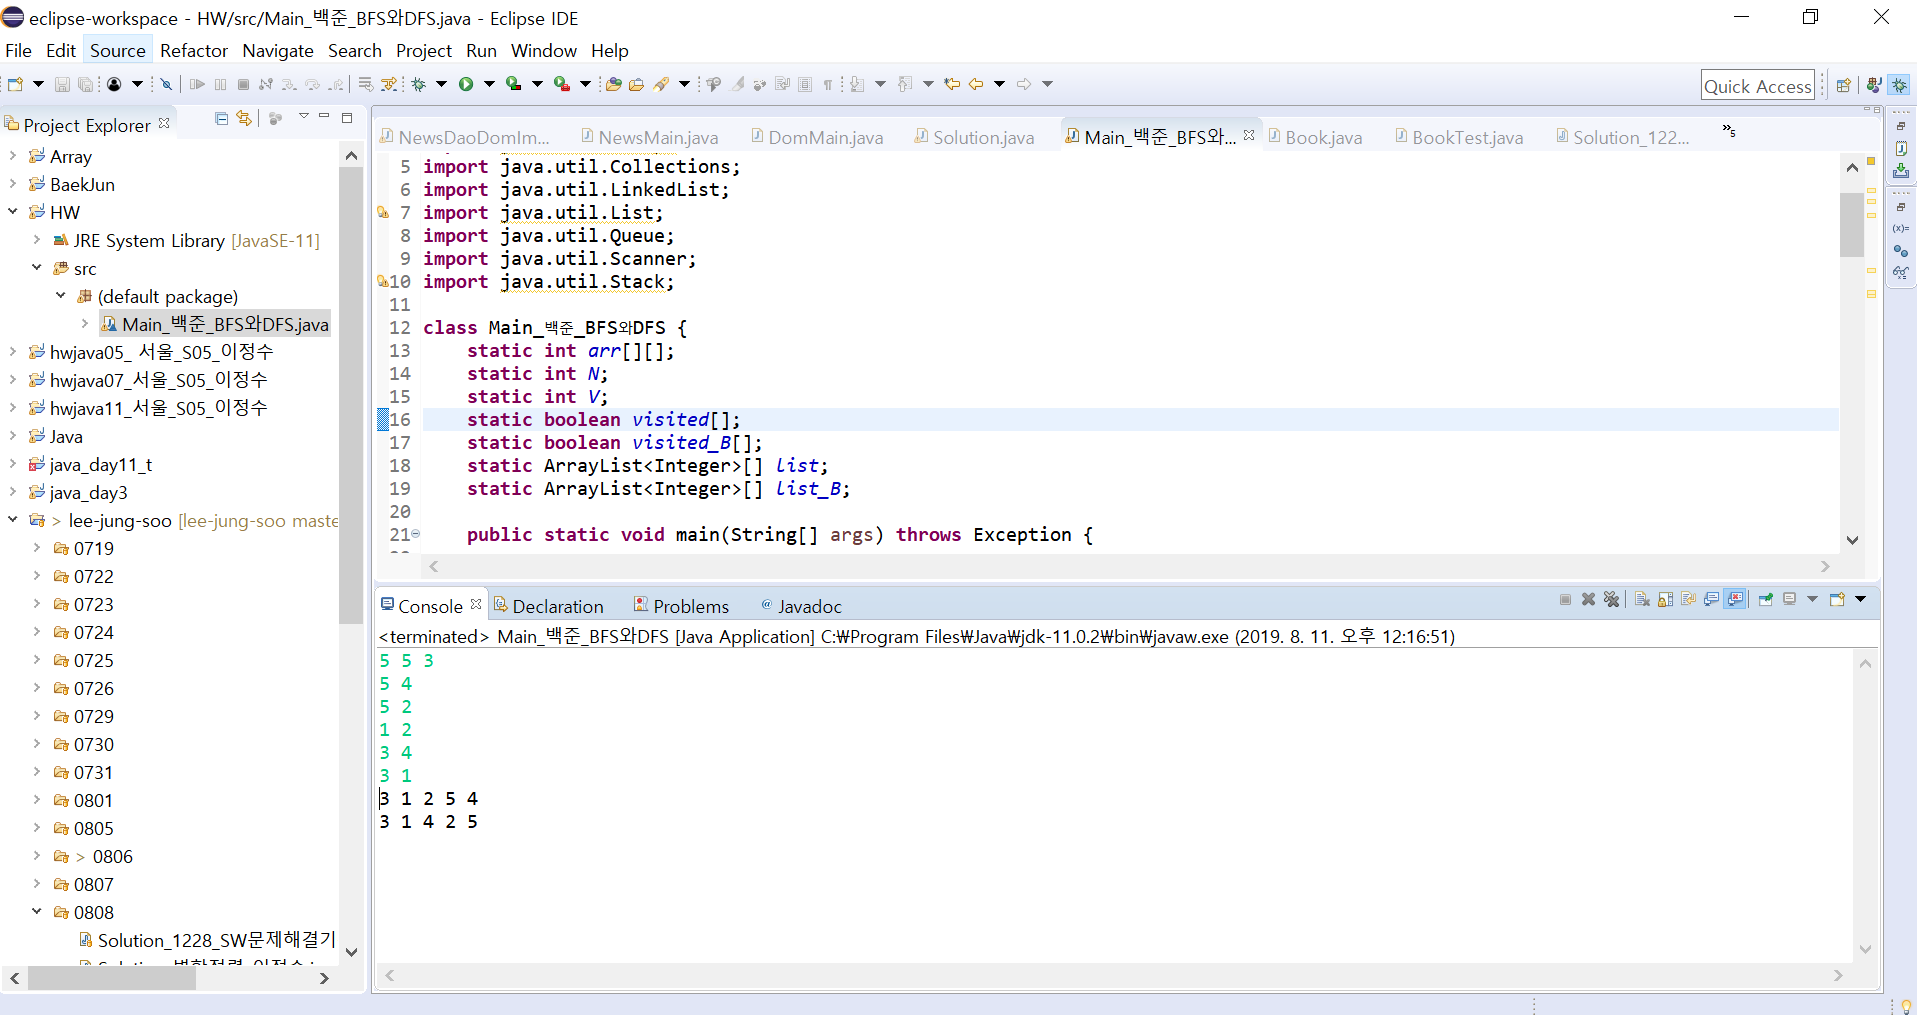 eclipse-workspace - HW/src/Main_백준_BFS와DFS.java - Eclipse IDE
File Edit Source Refactor Navigate Search Project Run Window Help
Quick Access
Project Explorer
Array
BaekJun
HW
JRE System Library [JavaSE-11]
src
(default package)
Main_백준_BFS와DFS.java
hwjava05_ 서울_S05_이정수
hwjava07_서울_S05_이정수
hwjava11_서울_S05_이정수
Java
java_day11_t
java_day3
> lee-jung-soo [lee-jung-soo maste
0719
0722
0723
0724
0725
0726
0729
0730
0731
0801
0805
> 0806
0807
0808
Solution_1228_SW문제해결기
NewsDaoDomIm... NewsMain.java DomMain.java Solution.java Main_백준_BFS와... Book.java BookTest.java Solution_122... »5
5 import java.util.Collections;
6 import java.util.LinkedList;
7 import java.util.List;
8 import java.util.Queue;
9 import java.util.Scanner;
10 import java.util.Stack;
11
12 class Main_백준_BFS와DFS {
13 static int arr[][];
14 static int N;
15 static int V;
16 static boolean visited[];
17 static boolean visited_B[];
18 static ArrayList<Integer>[] list;
19 static ArrayList<Integer>[] list_B;
20
21 public static void main(String[] args) throws Exception {
Console Declaration Problems @ Javadoc
<terminated> Main_백준_BFS와DFS [Java Application] C:₩Program Files₩Java₩jdk-11.0.2₩bin₩javaw.exe (2019. 8. 11. 오후 12:16:51)
5 5 3
5 4
5 2
1 2
3 4
3 1
3 1 2 5 4
3 1 4 2 5